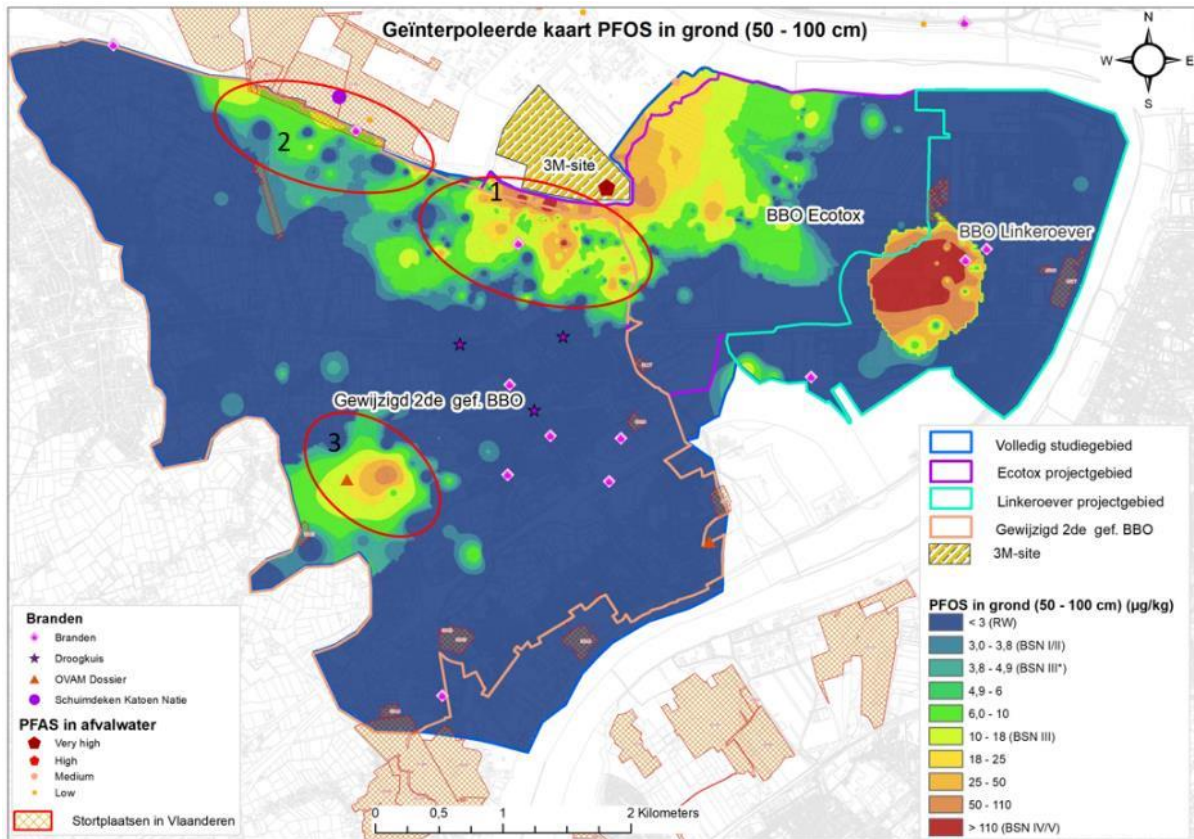 Geïnterpoleerde kaart PFOS in grond (50 - 100 cm)
N
W
E
S
2
1
3M-site
BBO Ecotox
BBO Linkeroever
Gewijzigd 2de gef. BBO
3
Volledig studiegebied
Ecotox projectgebied
Linkeroever projectgebied
Gewijzigd 2de gef. BBO
3M-site
PFOS in grond (50 - 100 cm) (µg/kg)
< 3 (RW)
3,0 - 3,8 (BSN I/II)
3,8 - 4,9 (BSN III*)
4,9 - 6
6,0 - 10
10 - 18 (BSN III)
18 - 25
25 - 50
50 - 110
> 110 (BSN IV/V)
Branden
Branden
Droogkuis
OVAM Dossier
Schuimdeken Katoen Natie
PFAS in afvalwater
Very high
High
Medium
Low
Stortplaatsen in Vlaanderen
0 0,5 1 2 Kilometers